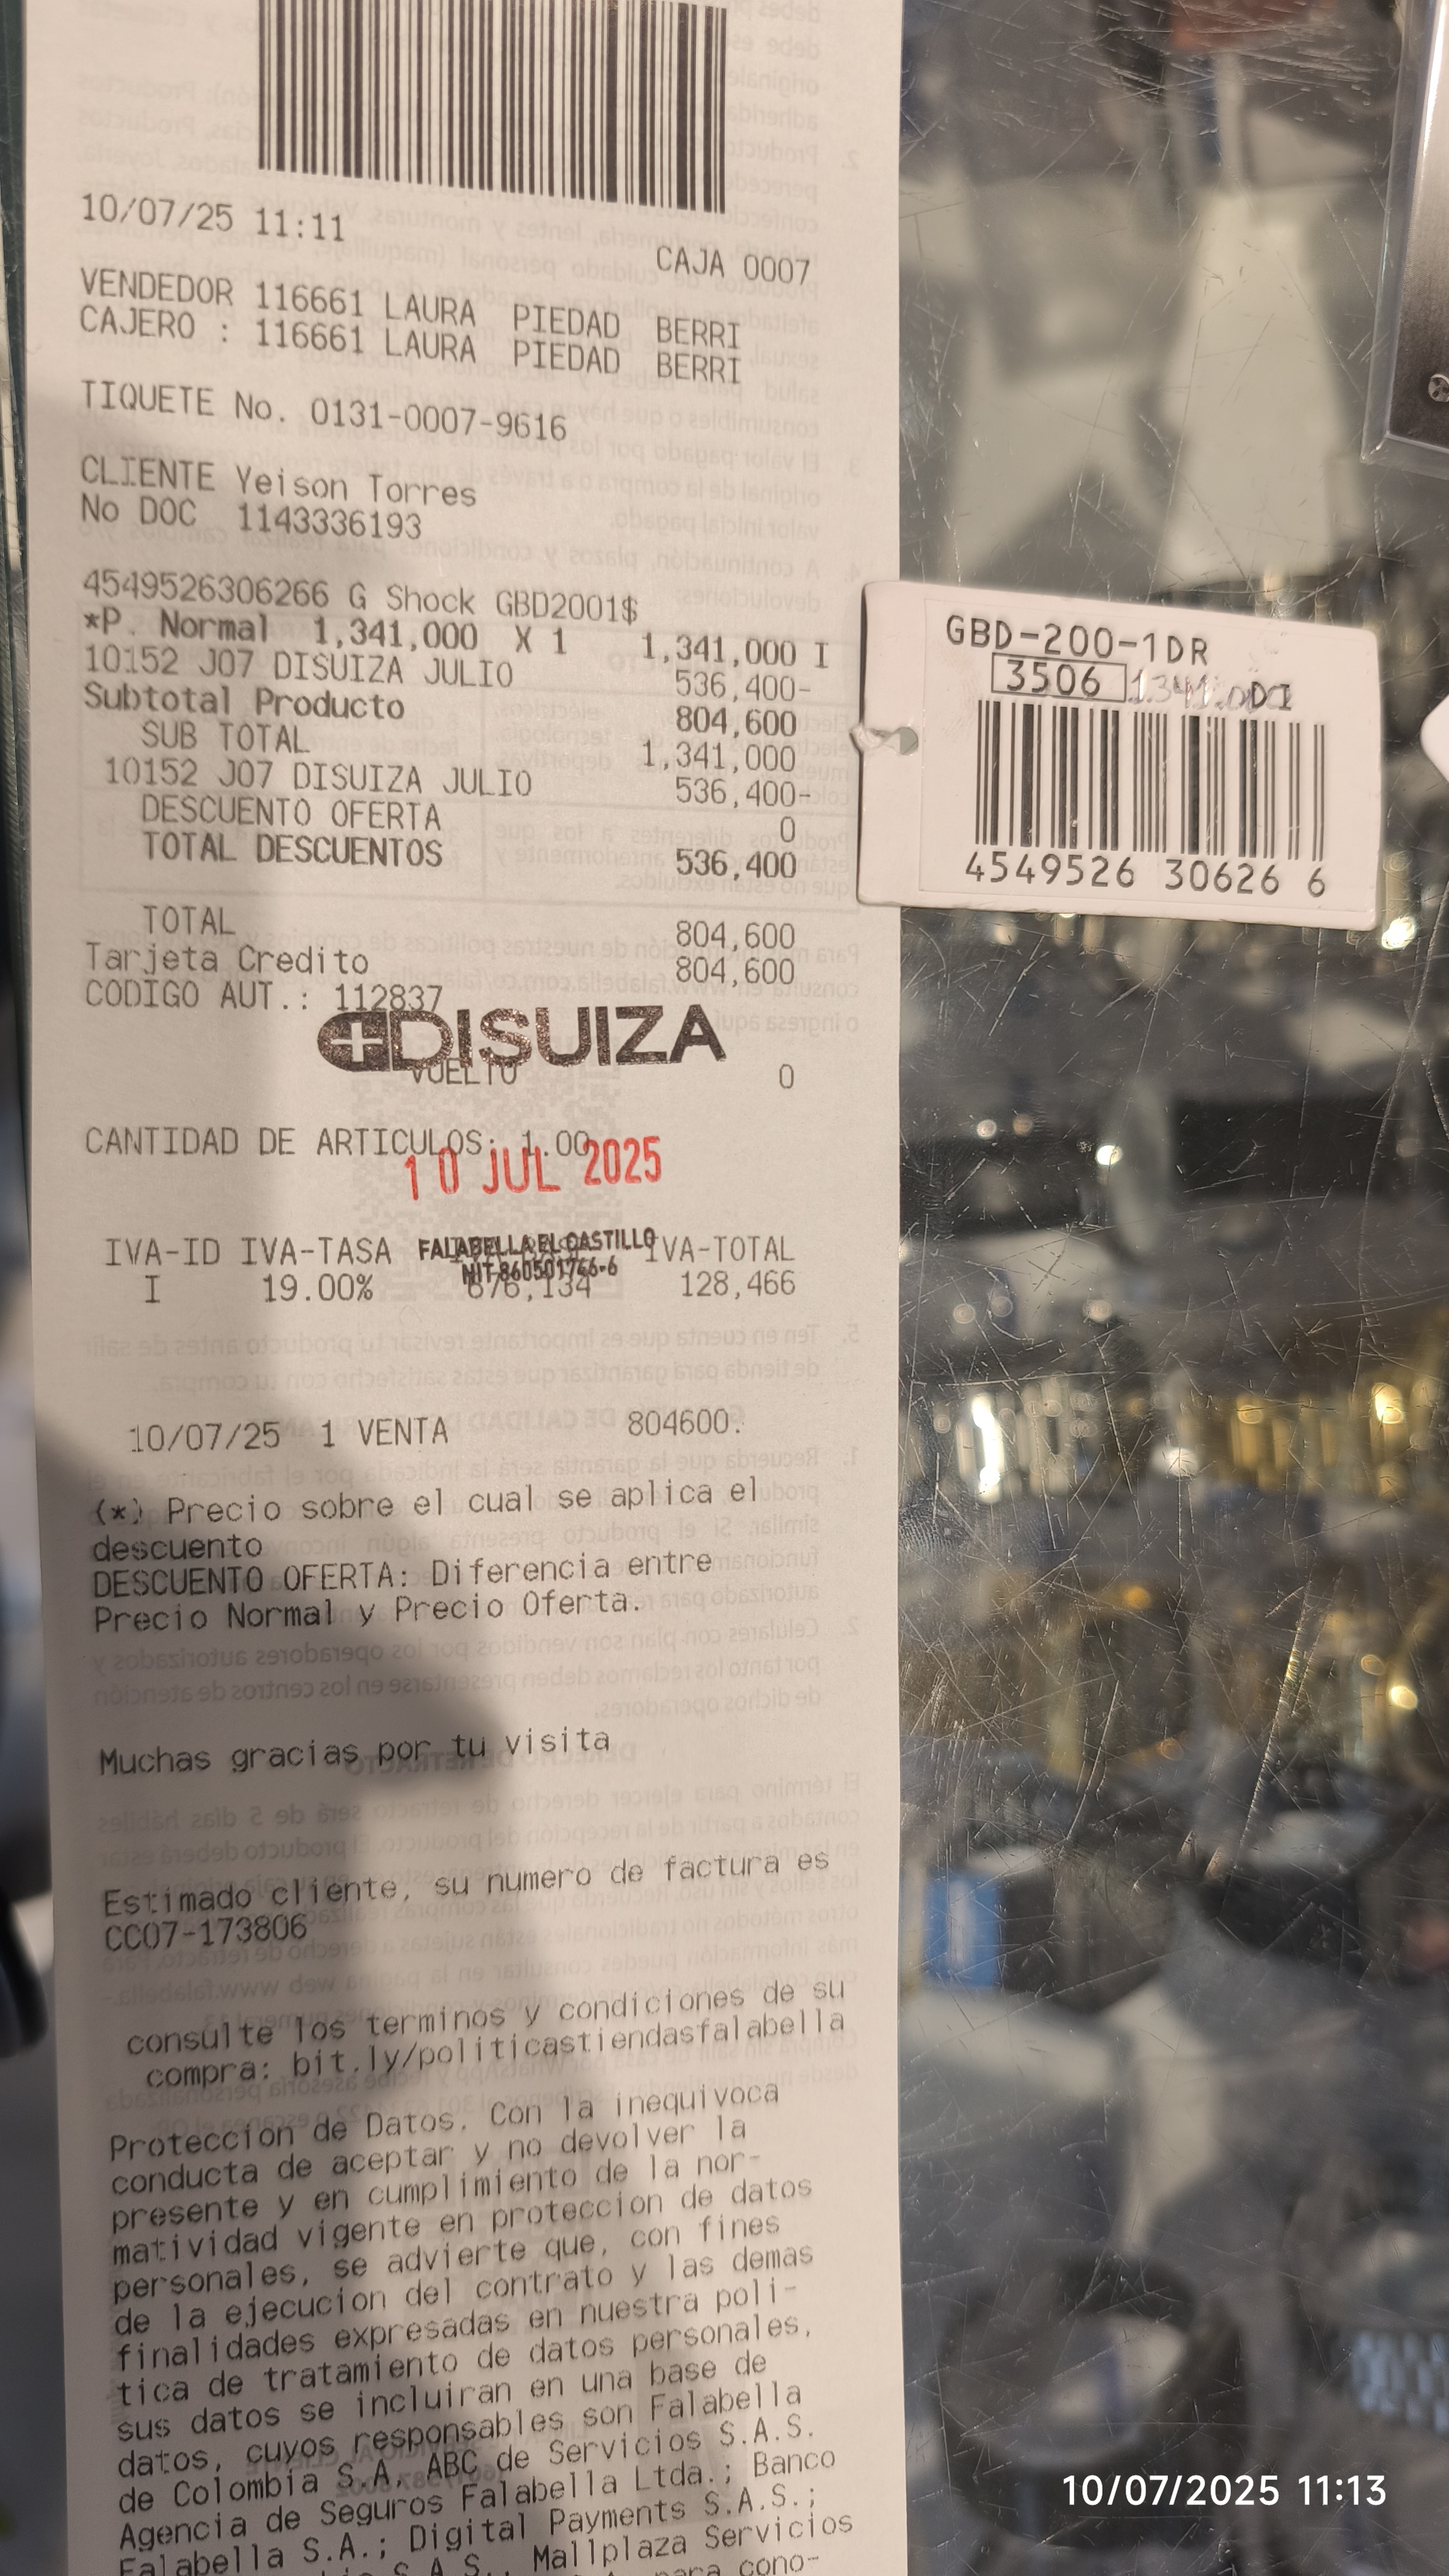 10/07/25 11:11
CAJA 0007
VENDEDOR 116661 LAURA PIEDAD BERRI
CAJERO : 116661 LAURA PIEDAD BERRI
TIQUETE No. 0131-0007-9616
CLIENTE Yeison Torres
No DOC 1143336193
4549526306266 G Shock GBD2001$
*P. Normal 1,341,000 X 1 1,341,000 I
10152 J07 DISUIZA JULIO 536,400-
Subtotal Producto 804,600
SUB TOTAL 1,341,000
10152 J07 DISUIZA JULIO 536,400-
DESCUENTO OFERTA 0
TOTAL DESCUENTOS 536,400
TOTAL 804,600
Tarjeta Credito 804,600
CODIGO AUT.: 112837
DISUIZA
VUELTO 0
CANTIDAD DE ARTICULOS: 1.00
10 JUL 2025
IVA-ID IVA-TASA IVA-TOTAL
FALABELLA EL CASTILLO
NIT 860501766-6
I 19.00% 676,134 128,466
10/07/25 1 VENTA 804600.
(*) Precio sobre el cual se aplica el
descuento
DESCUENTO OFERTA: Diferencia entre
Precio Normal y Precio Oferta.
Muchas gracias por tu visita
Estimado cliente, su numero de factura es
CC07-173806
consulte los terminos y condiciones de su
compra: bit.ly/politicastiendasfalabella
Proteccion de Datos. Con la inequivoca
conducta de aceptar y no devolver la
presente y en cumplimiento de la nor-
matividad vigente en proteccion de datos
personales, se advierte que, con fines
de la ejecucion del contrato y las demas
finalidades expresadas en nuestra poli-
tica de tratamiento de datos personales,
sus datos se incluiran en una base de
datos, cuyos responsables son Falabella
de Colombia S.A, ABC de Servicios S.A.S.
Agencia de Seguros Falabella Ltda.; Banco
Falabella S.A.; Digital Payments S.A.S.;
S.A.S., Mallplaza Servicios
para cono-
GBD-200-1DR
3506
4549526 30626 6
10/07/2025 11:13